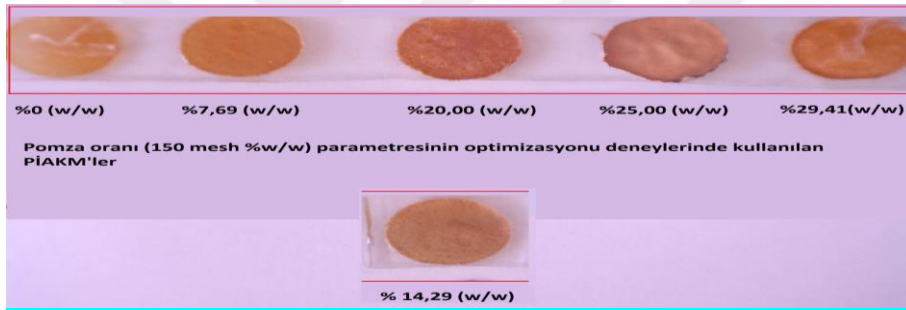 %0 (w/w) %7,69 (w/w) %20,00 (w/w) %25,00 (w/w) %29,41(w/w)
Pomza oranı (150 mesh %w/w) parametresinin optimizasyonu deneylerinde kullanılan
PİAKM'ler
% 14,29 (w/w)